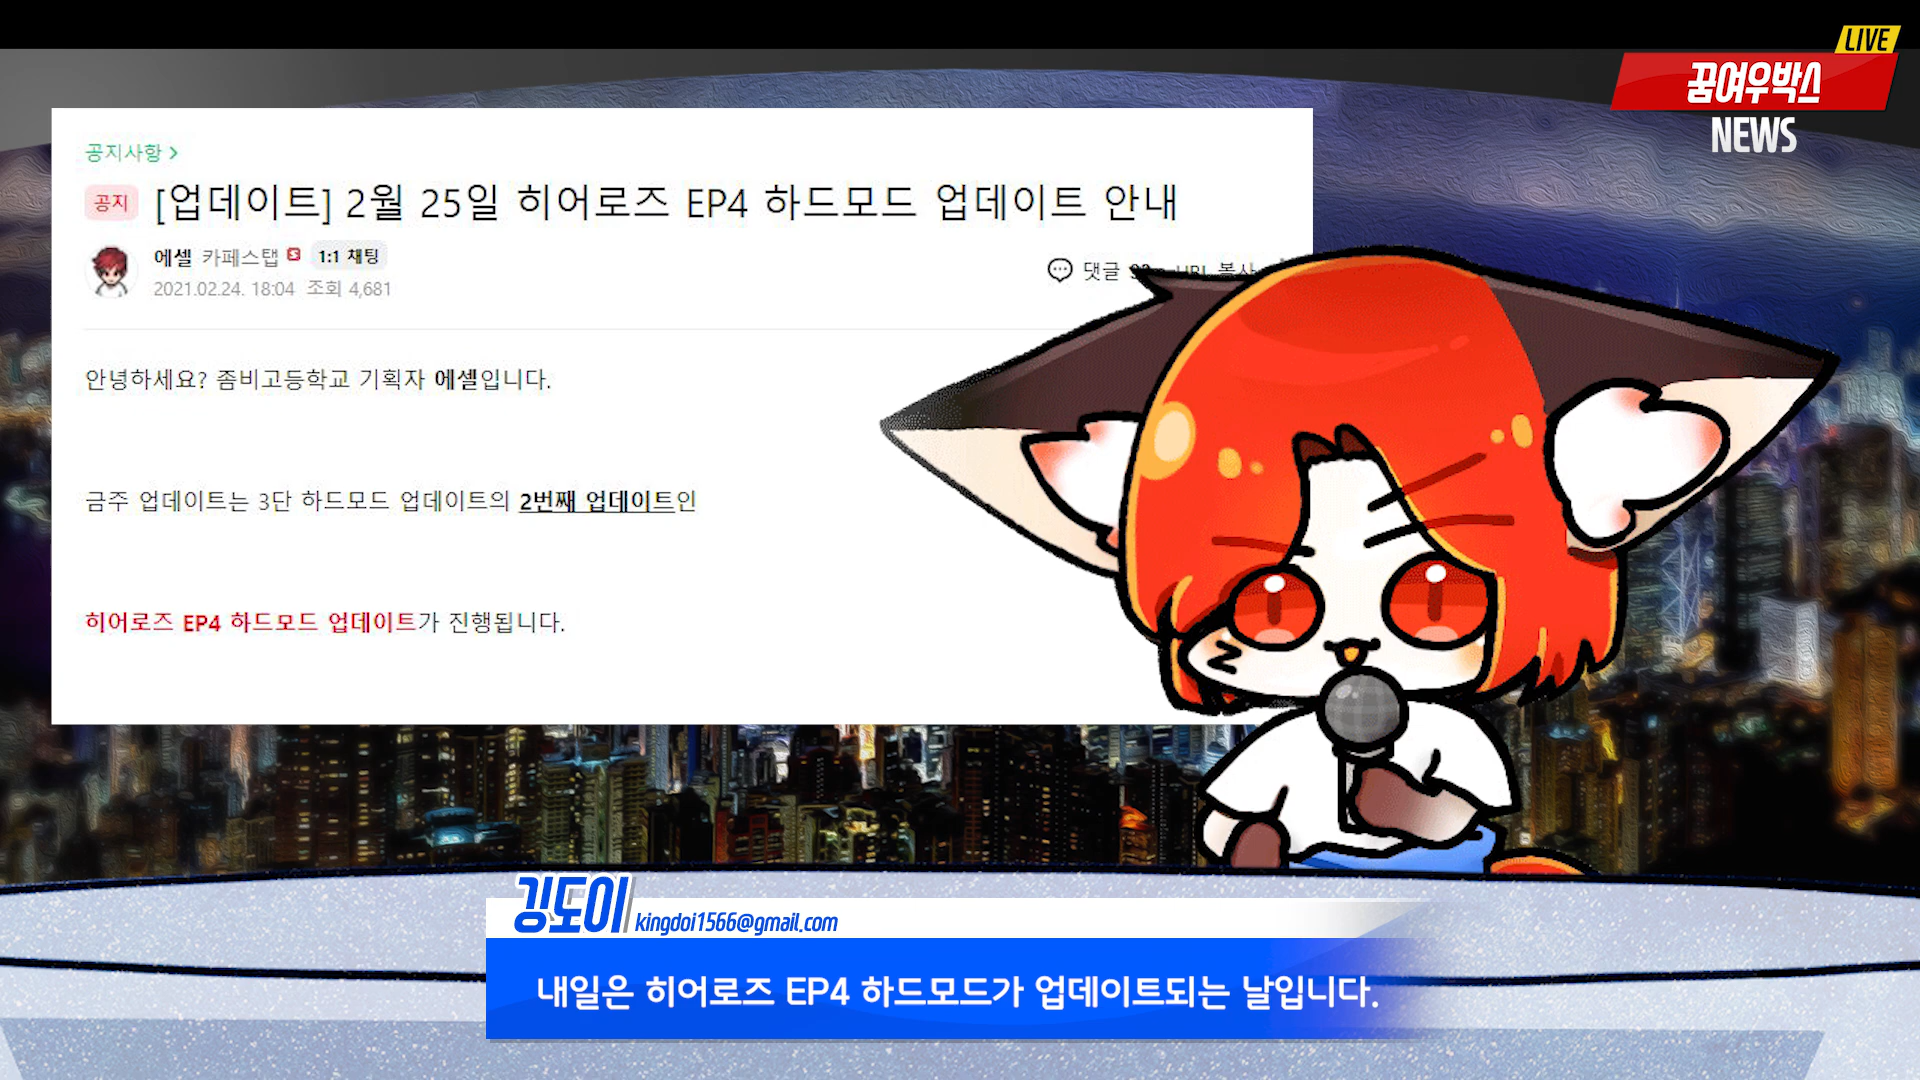 LIVE
꿈여우박스
NEWS
공지사항 >
공지 [업데이트] 2월 25일 히어로즈 EP4 하드모드 업데이트 안내
에셀 카페스탭 S 1:1 채팅
2021.02.24. 18:04 조회 4,681
댓글 URL 복사
안녕하세요? 좀비고등학교 기획자 에셀입니다.
금주 업데이트는 3단 하드모드 업데이트의 2번째 업데이트인
히어로즈 EP4 하드모드 업데이트가 진행됩니다.
깅도이 kingdoi1566@gmail.com
내일은 히어로즈 EP4 하드모드가 업데이트되는 날입니다.